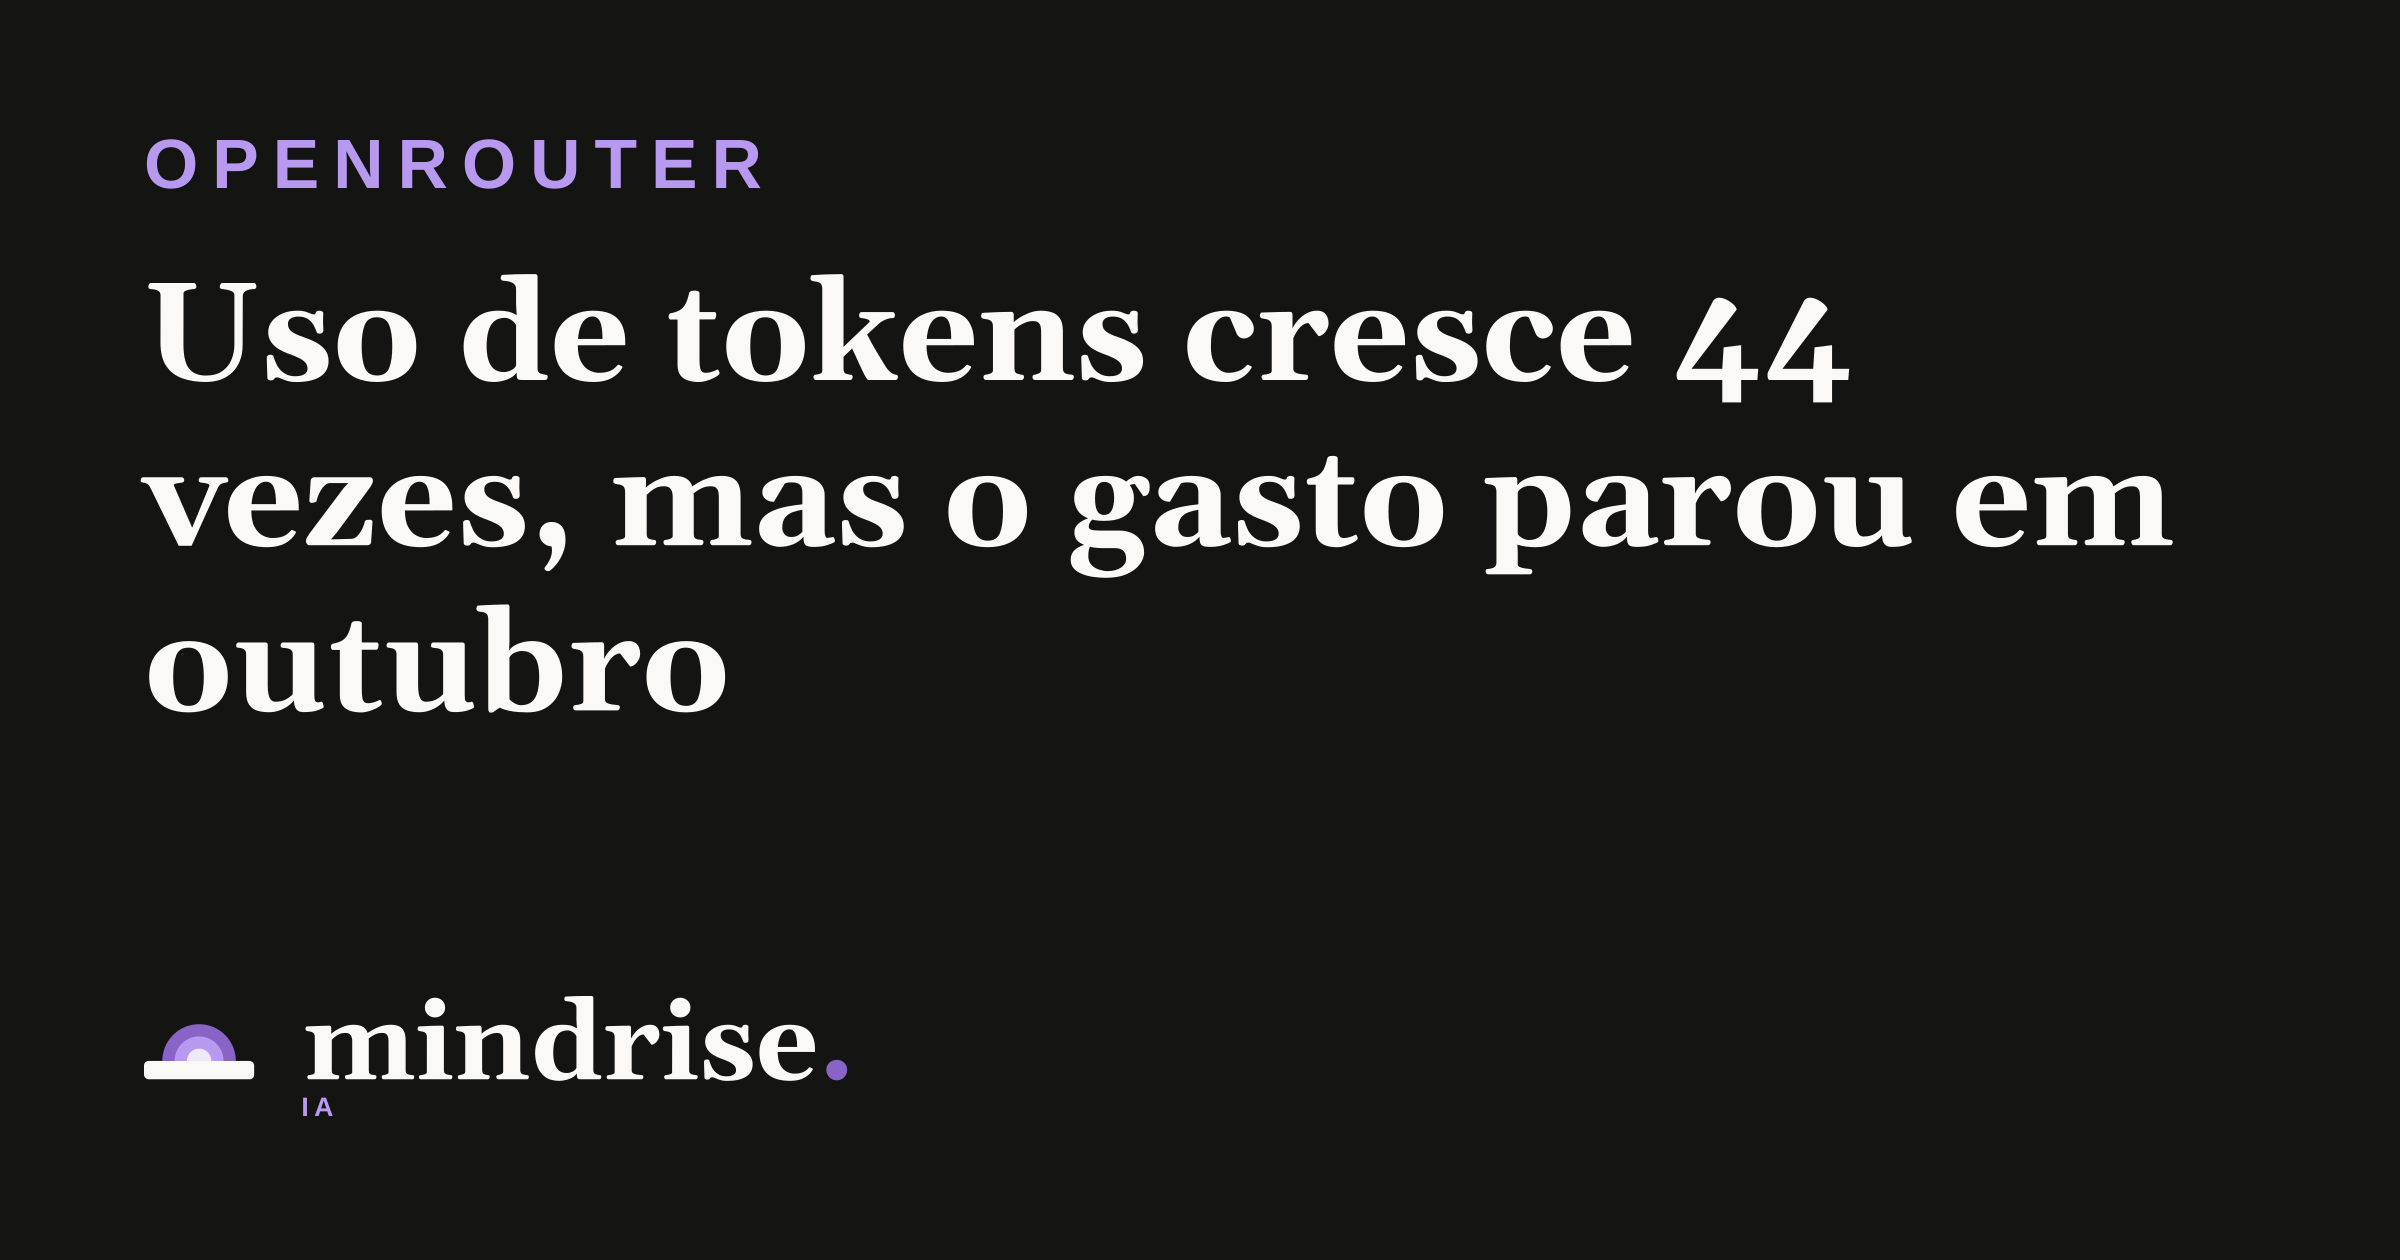 OPENROUTER
Uso de tokens cresce 44
vezes, mas o gasto parou em
outubro
mindrise.
IA